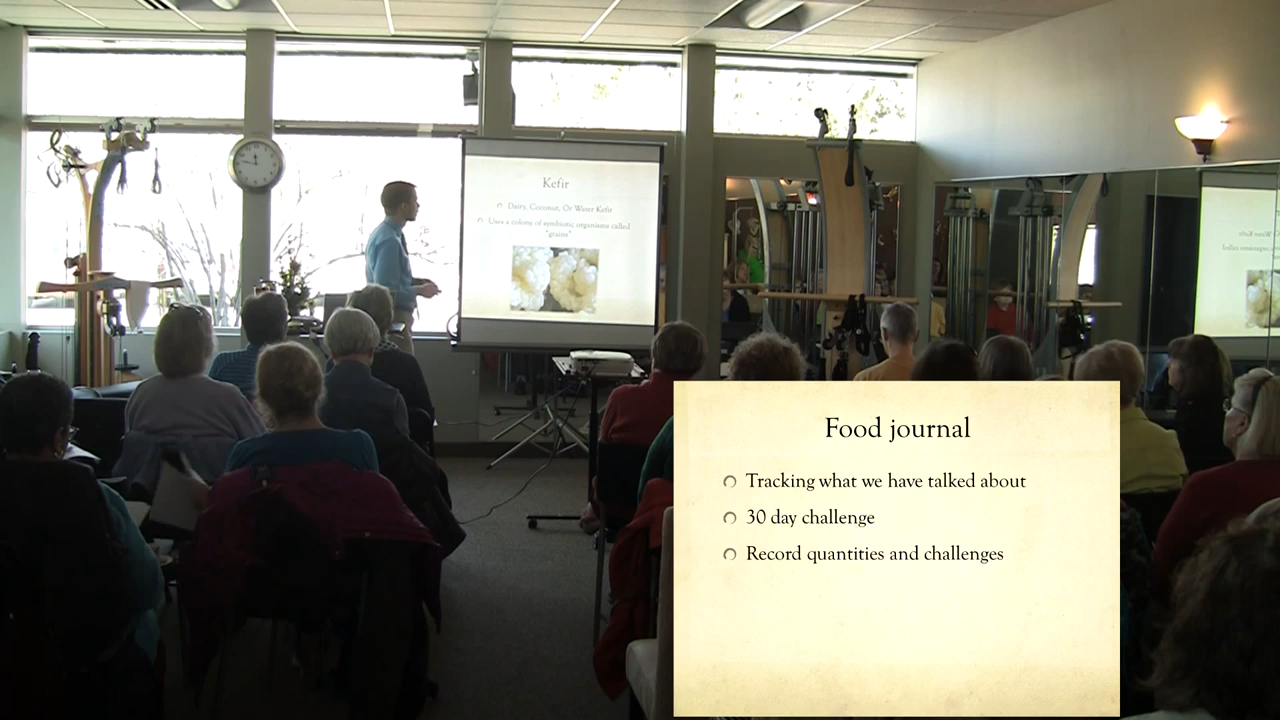 Kefir
Dairy, Coconut, Or Water Kefir
Uses a colony of symbiotic organisms called
"grains"
Food journal
Tracking what we have talked about
30 day challenge
Record quantities and challenges